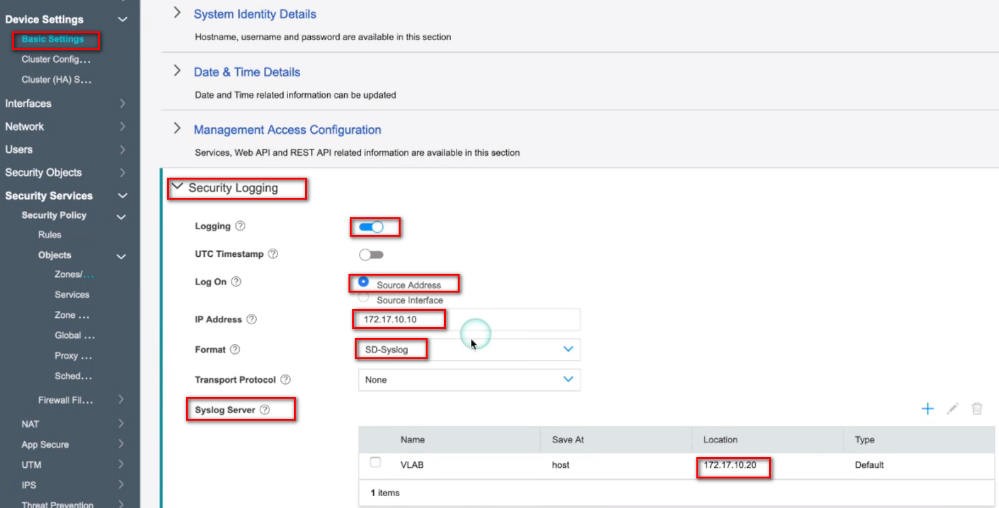 Device Settings
Basic Settings
Cluster Config...
Cluster (HA) S...
Interfaces
Network
Users
Security Objects
Security Services
Security Policy
Rules
Objects
Zones/...
Services
Zone ...
Global ...
Proxy ...
Sched...
Firewall Fil...
NAT
App Secure
UTM
IPS
Threat Prevention
System Identity Details
Hostname, username and password are available in this section
Date & Time Details
Date and Time related information can be updated
Management Access Configuration
Services, Web API and REST API related information are available in this section
Security Logging
Logging ?
UTC Timestamp ?
Log On ? Source Address
Source Interface
IP Address ? 172.17.10.10
Format ? SD-Syslog
Transport Protocol ? None
Syslog Server ?
Name Save At Location Type
VLAB host 172.17.10.20 Default
1 items